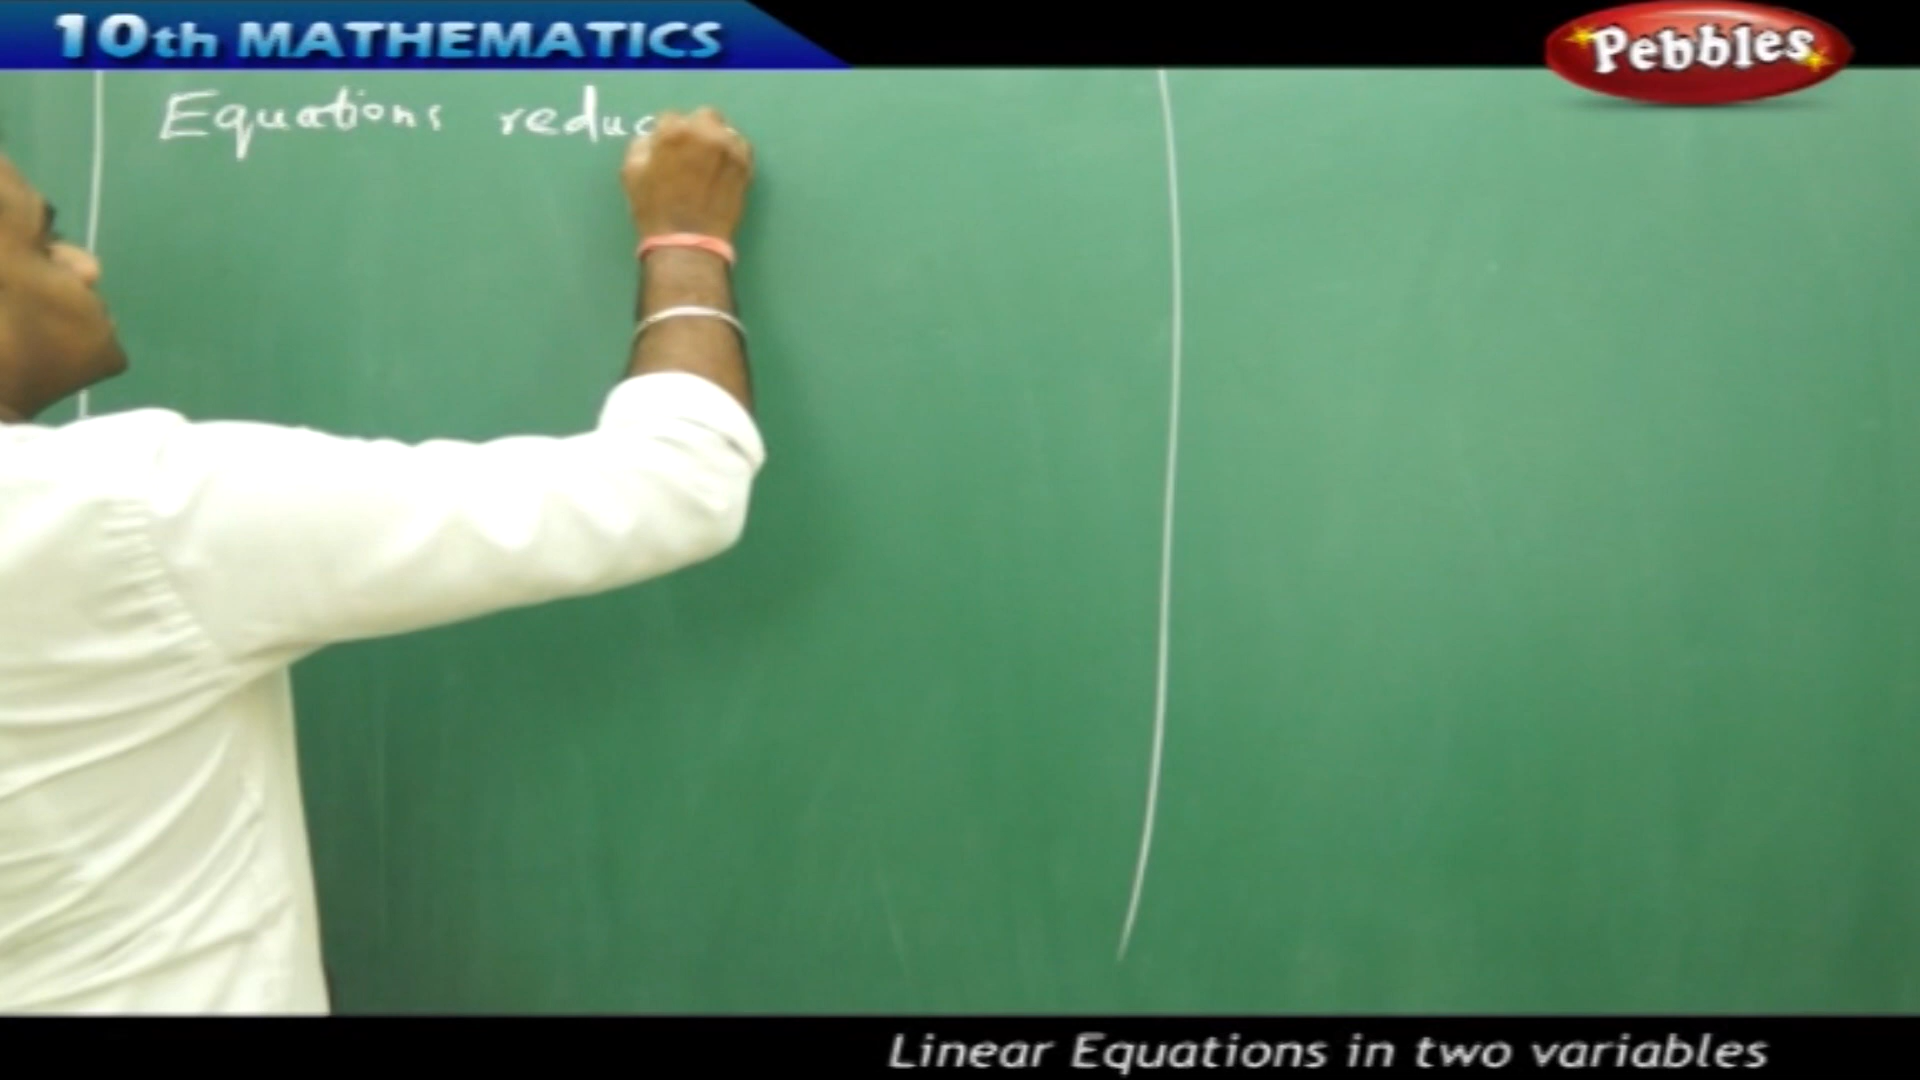 10th MATHEMATICS
Pebbles
Equations reduc
Linear Equations in two variables